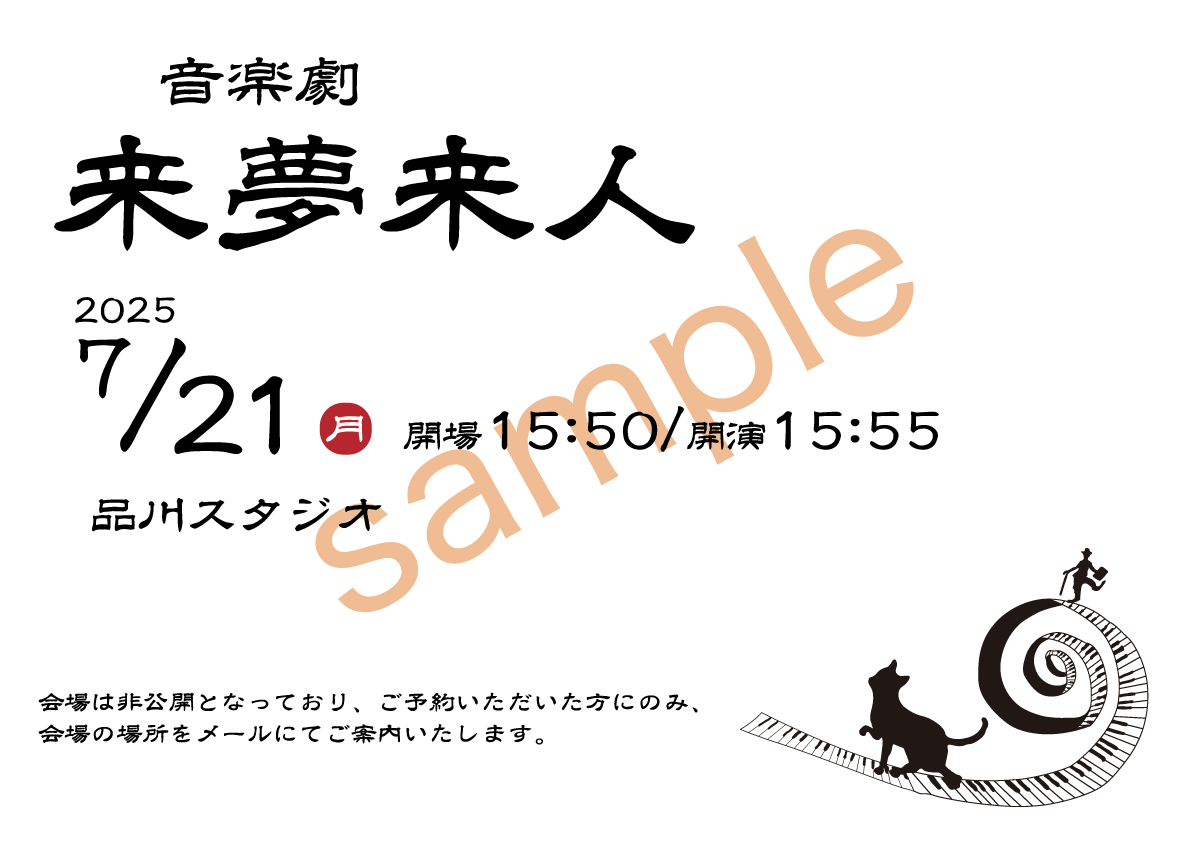 音楽劇
来夢来人
2025
7/21 月 開場15:50/開演15:55
品川スタジオ
sample
会場は非公開となっており、ご予約いただいた方にのみ、
会場の場所をメールにてご案内いたします。